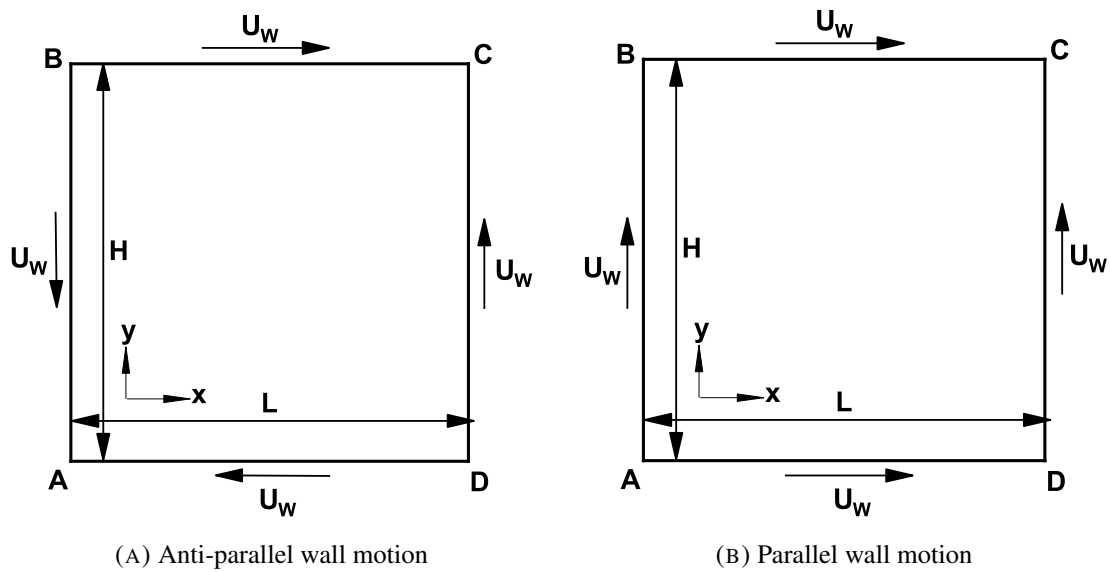 U_W
B
C
H
U_W
U_W
y
x
L
A
D
U_W
(A) Anti-parallel wall motion
U_W
B
C
H
U_W
U_W
y
x
L
A
D
U_W
(B) Parallel wall motion